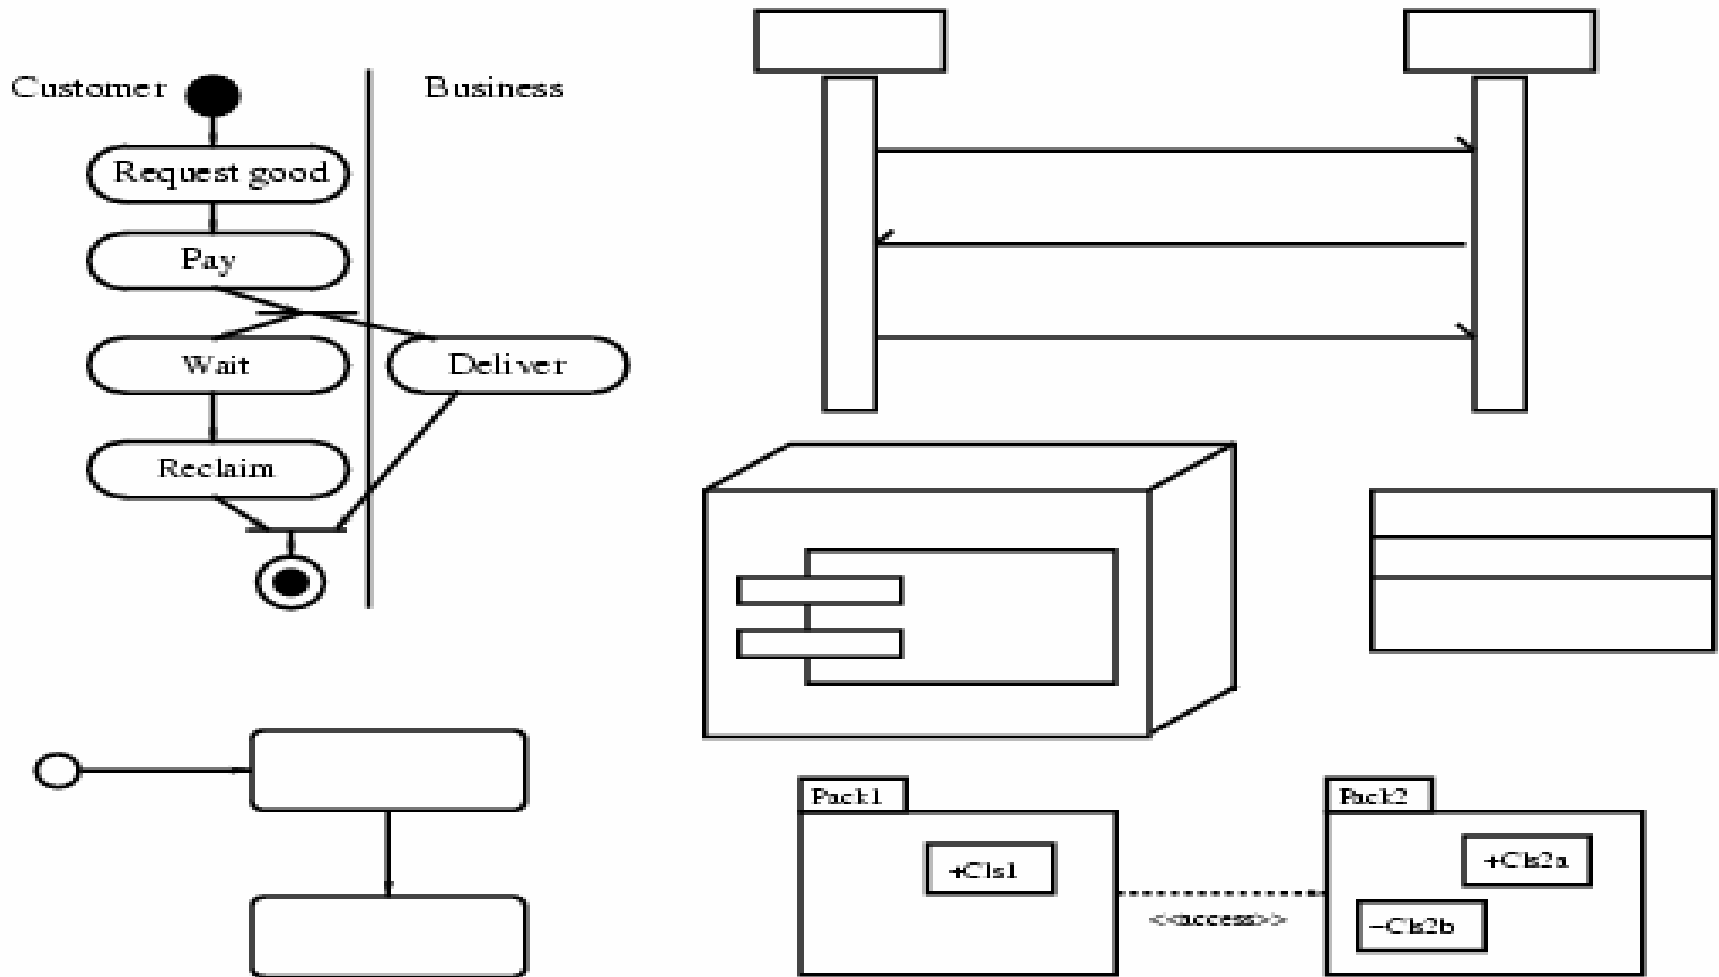 Customer
Business
Request good
Pay
Wait
Deliver
Reclaim
Pack1
Pack2
+Cls1
+Cls2a
<<access>>
-Cls2b